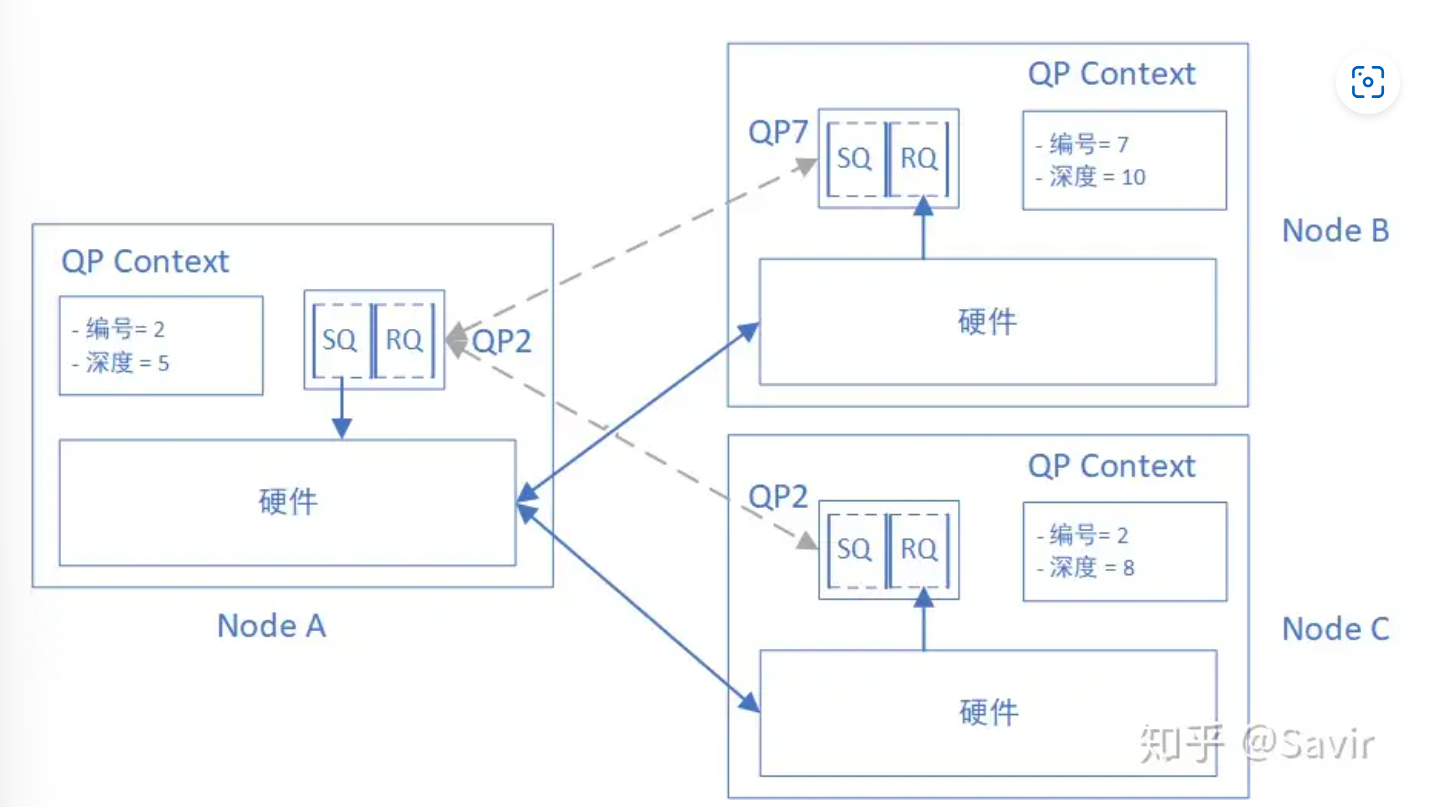 QP Context
- 编号= 2
- 深度 = 5
SQ
RQ
QP2
硬件
Node A
QP Context
QP7
SQ
RQ
- 编号= 7
- 深度 = 10
硬件
Node B
QP Context
QP2
SQ
RQ
- 编号= 2
- 深度 = 8
硬件
Node C
知乎 @Savir